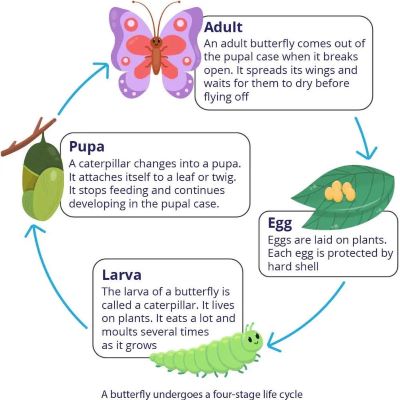 Adult
An adult butterfly comes out of
the pupal case when it breaks
open. It spreads its wings and
waits for them to dry before
flying off
Pupa
A caterpillar changes into a pupa.
It attaches itself to a leaf or twig.
It stops feeding and continues
developing in the pupal case.
Egg
Eggs are laid on plants.
Each egg is protected by
hard shell
Larva
The larva of a butterfly is
called a caterpillar. It lives
on plants. It eats a lot and
moults several times
as it grows
A butterfly undergoes a four-stage life cycle